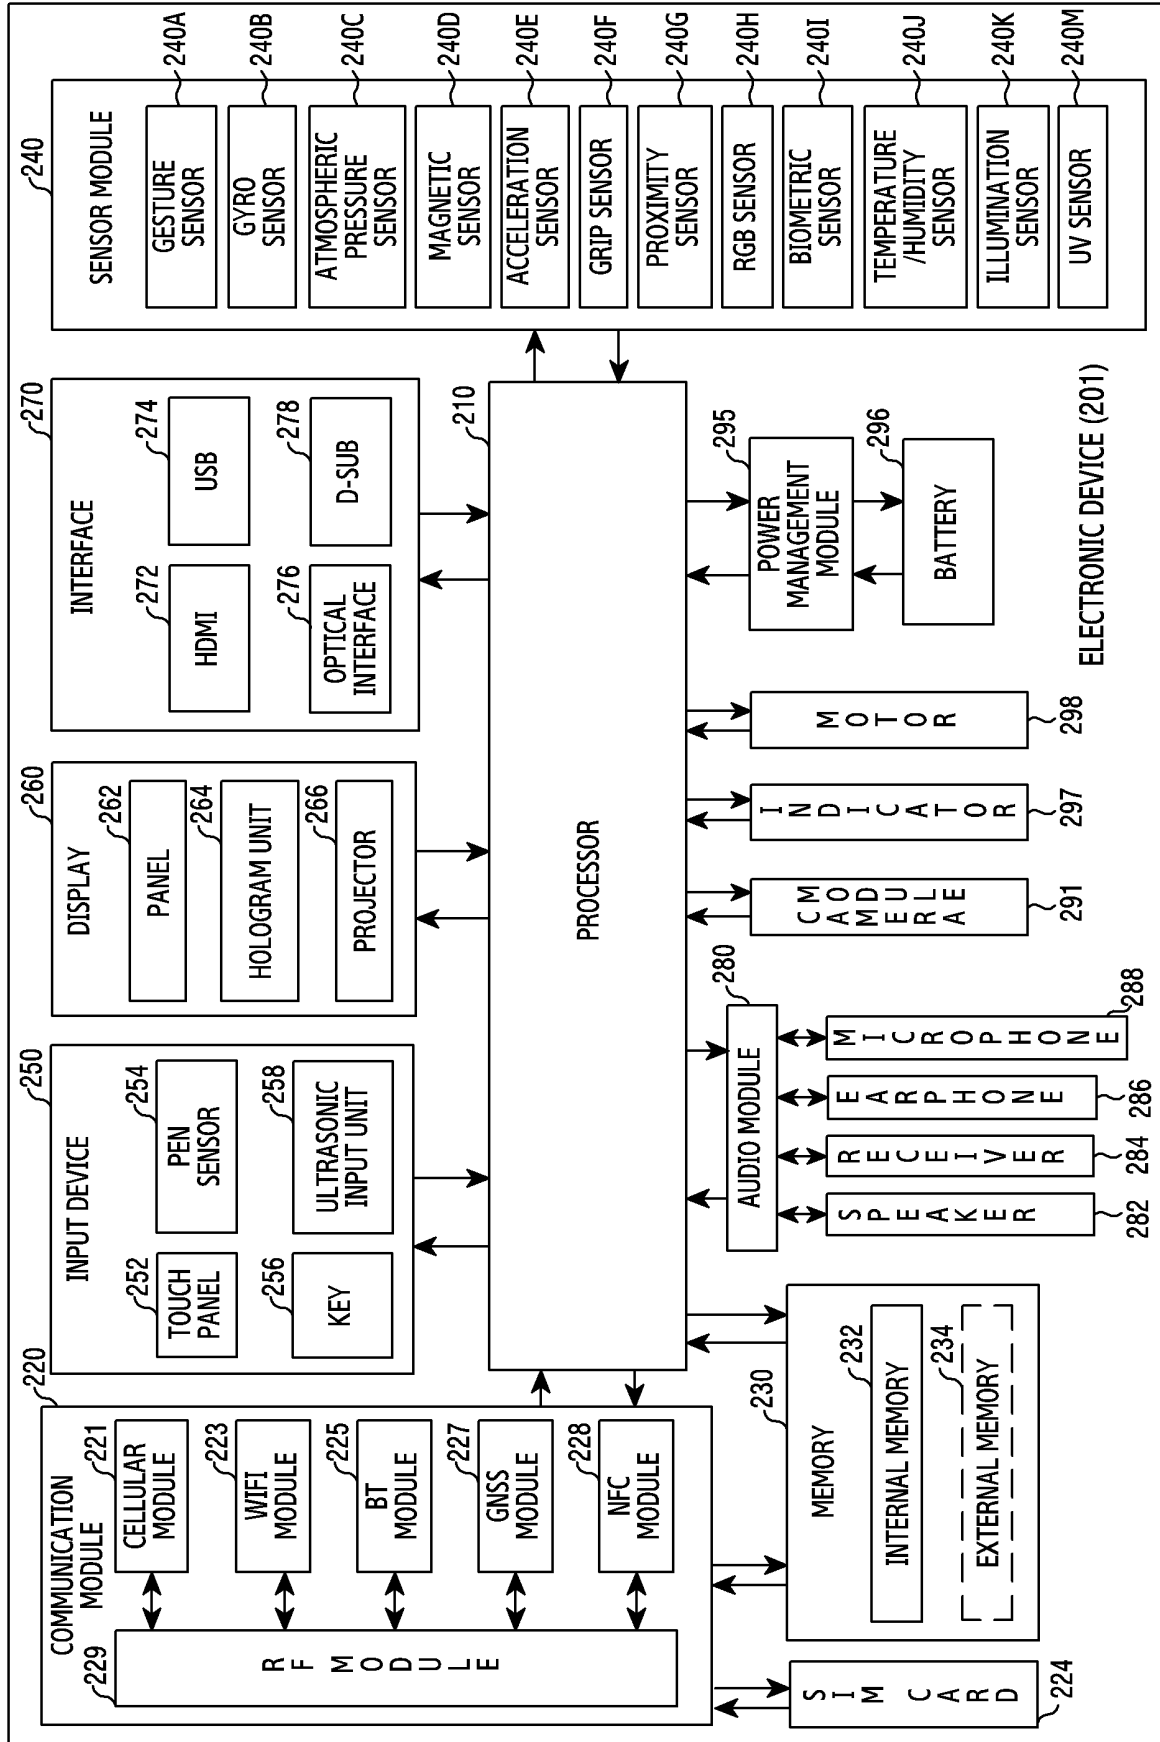 COMMUNICATION
MODULE
220
229
RF MODULE
221
CELLULAR
MODULE
223
WIFI
MODULE
225
BT
MODULE
227
GNSS
MODULE
228
NFC
MODULE
INPUT DEVICE
250
252
TOUCH
PANEL
254
PEN
SENSOR
256
KEY
258
ULTRASONIC
INPUT UNIT
DISPLAY
260
262
PANEL
264
HOLOGRAM UNIT
266
PROJECTOR
INTERFACE
270
272
HDMI
274
USB
276
OPTICAL
INTERFACE
278
D-SUB
240
SENSOR MODULE
GESTURE
SENSOR
240A
GYRO
SENSOR
240B
ATMOSPHERIC
PRESSURE
SENSOR
240C
MAGNETIC
SENSOR
240D
ACCELERATION
SENSOR
240E
GRIP SENSOR
240F
PROXIMITY
SENSOR
240G
RGB SENSOR
240H
BIOMETRIC
SENSOR
240I
TEMPERATURE
/HUMIDITY
SENSOR
240J
ILLUMINATION
SENSOR
240K
UV SENSOR
240M
PROCESSOR
210
SIM CARD
224
230
MEMORY
232
INTERNAL MEMORY
234
EXTERNAL MEMORY
280
AUDIO MODULE
SPEAKER
282
RECEIVER
284
EARPHONE
286
MICROPHONE
288
CAMERA
MODULE
291
INDICATOR
297
MOTOR
298
295
POWER
MANAGEMENT
MODULE
296
BATTERY
ELECTRONIC DEVICE (201)